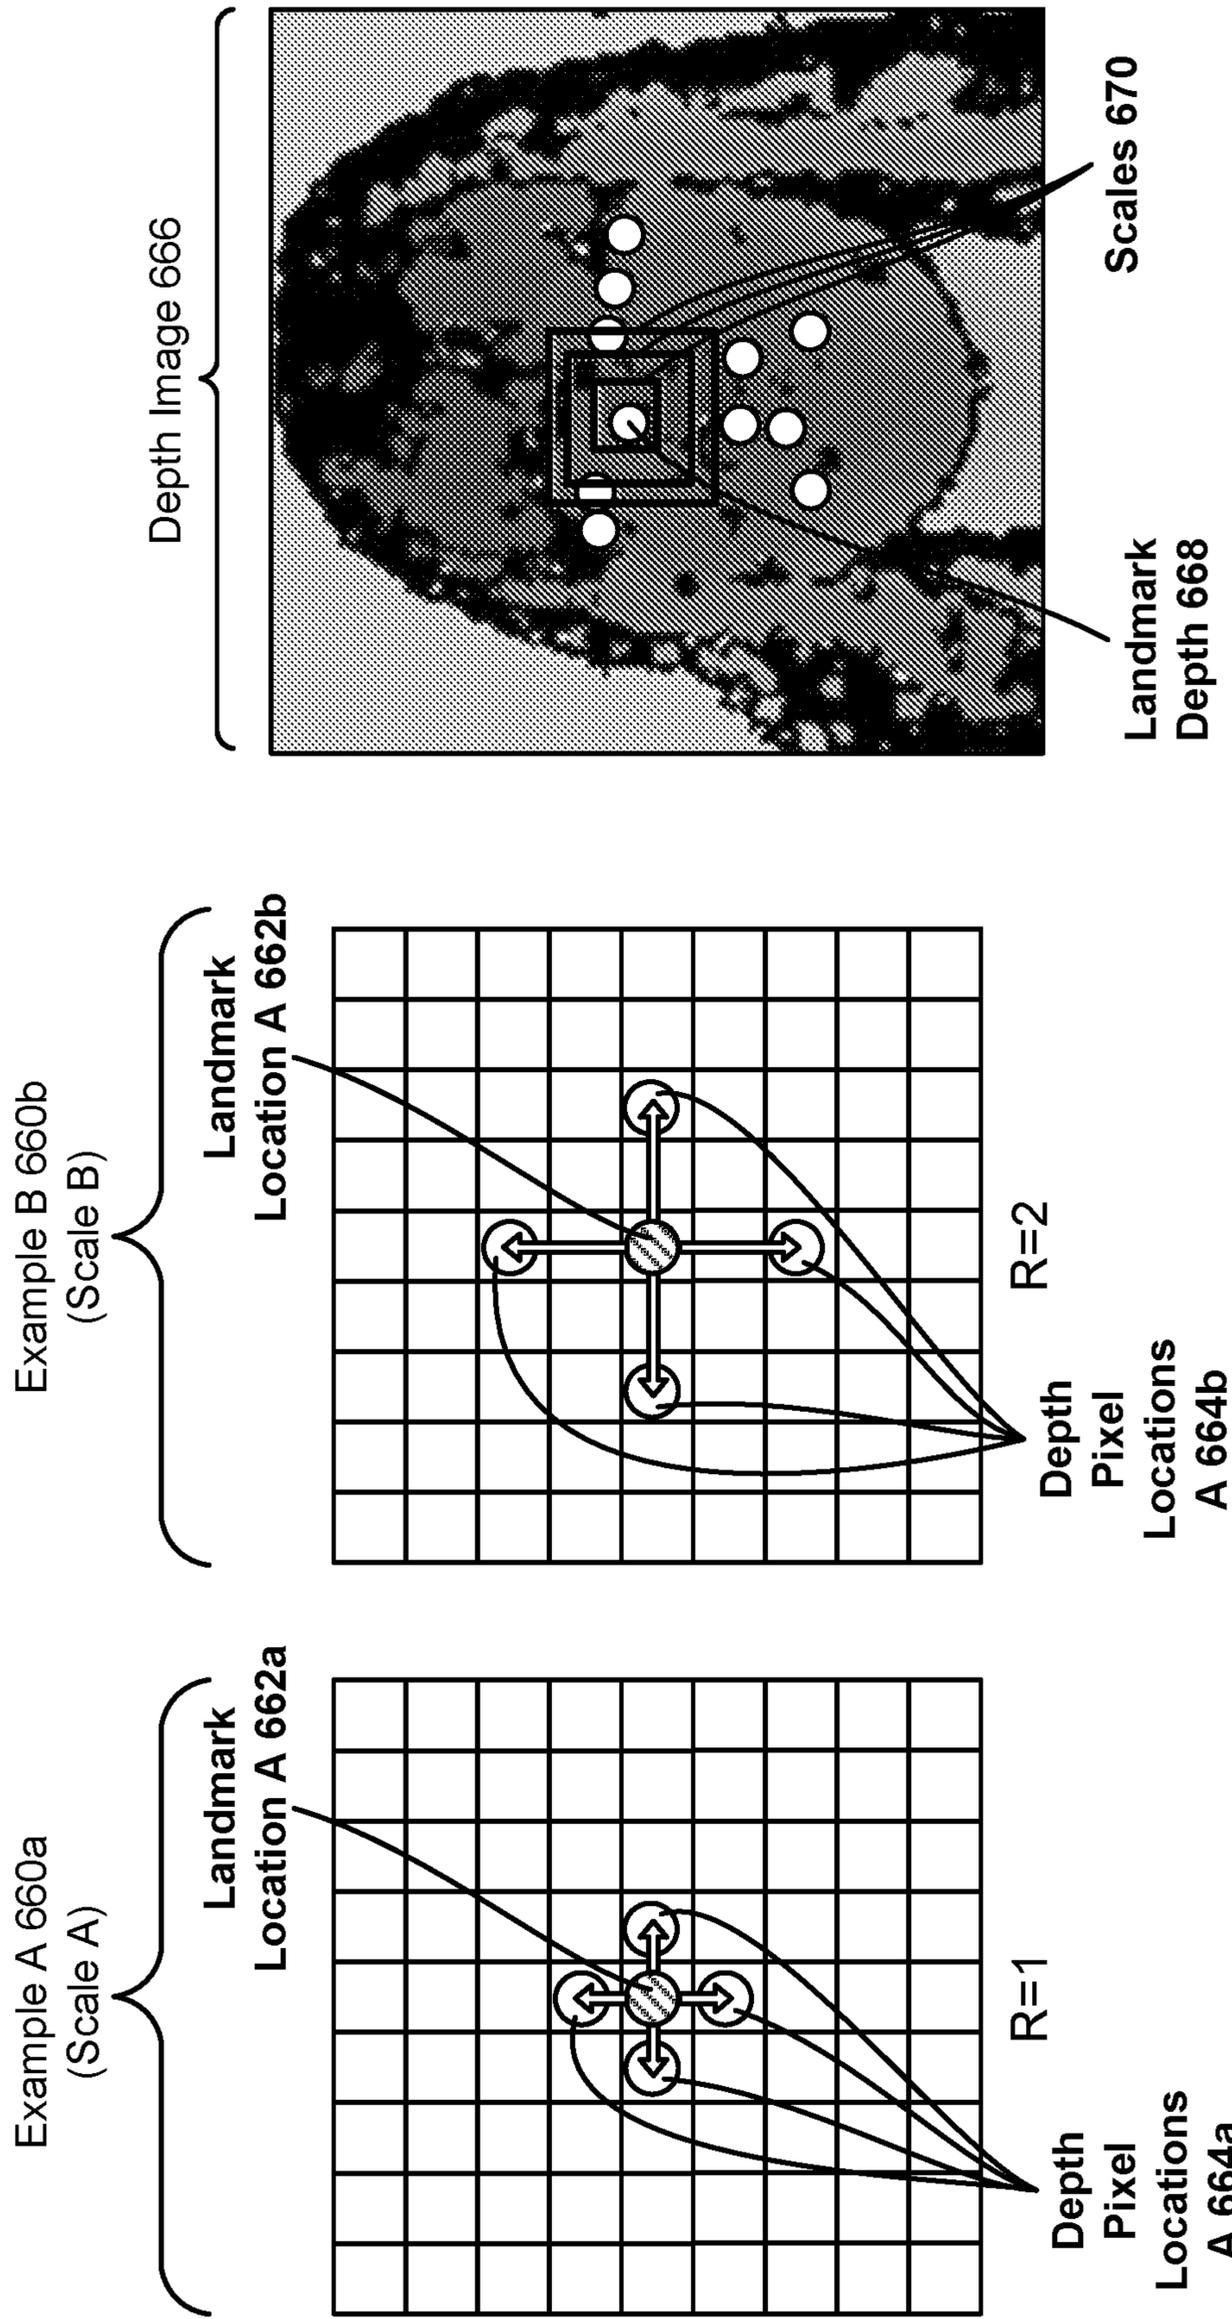 Example A 660a
(Scale A)
Landmark
Location A 662a
R=1
Depth
Pixel
Locations
A 664a
Example B 660b
(Scale B)
Landmark
Location A 662b
R=2
Depth
Pixel
Locations
A 664b
Depth Image 666
Landmark
Depth 668
Scales 670